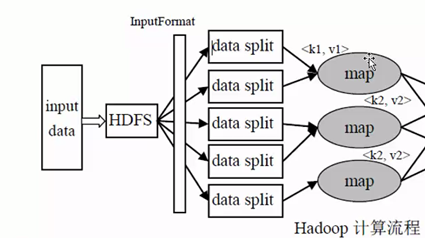 InputFormat
input
data
HDFS
data split
data split
data split
data split
data split
<k1, v1>
map
<k2, v2>
map
<k2, v2>
map
Hadoop 计算流程